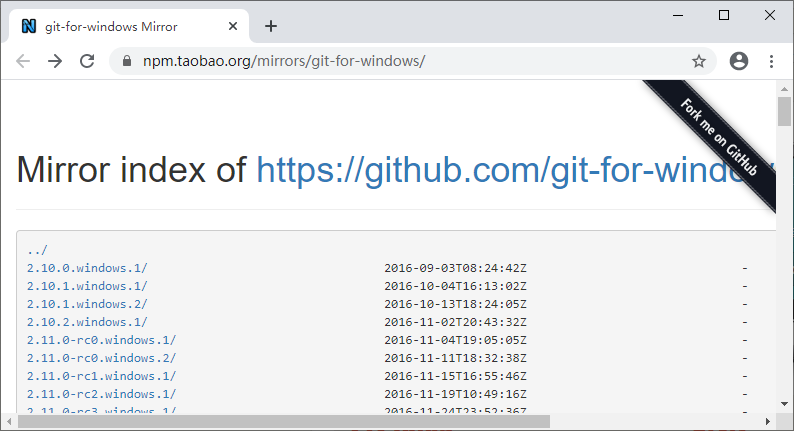 git-for-windows Mirror
npm.taobao.org/mirrors/git-for-windows/
Fork me on GitHub
Mirror index of https://github.com/git-for-windo
../
2.10.0.windows.1/ 2016-09-03T08:24:42Z -
2.10.1.windows.1/ 2016-10-04T16:13:02Z -
2.10.1.windows.2/ 2016-10-13T18:24:05Z -
2.10.2.windows.1/ 2016-11-02T20:43:32Z -
2.11.0-rc0.windows.1/ 2016-11-04T19:05:05Z -
2.11.0-rc0.windows.2/ 2016-11-11T18:32:38Z -
2.11.0-rc1.windows.1/ 2016-11-15T16:55:46Z -
2.11.0-rc2.windows.1/ 2016-11-19T10:49:16Z -
2.11.0-rc3.windows.1/ 2016-11-24T23:52:36Z -